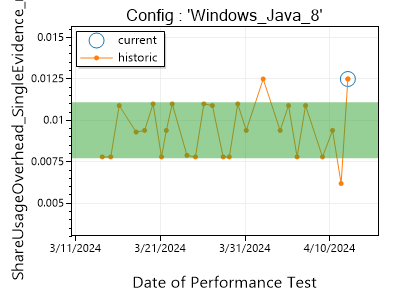 Config : 'Windows_Java_8'
current
historic
0.015
0.0125
0.01
0.0075
0.005
ShareUsageOverhead_SingleEvidence_
3/11/2024
3/21/2024
3/31/2024
4/10/2024
Date of Performance Test